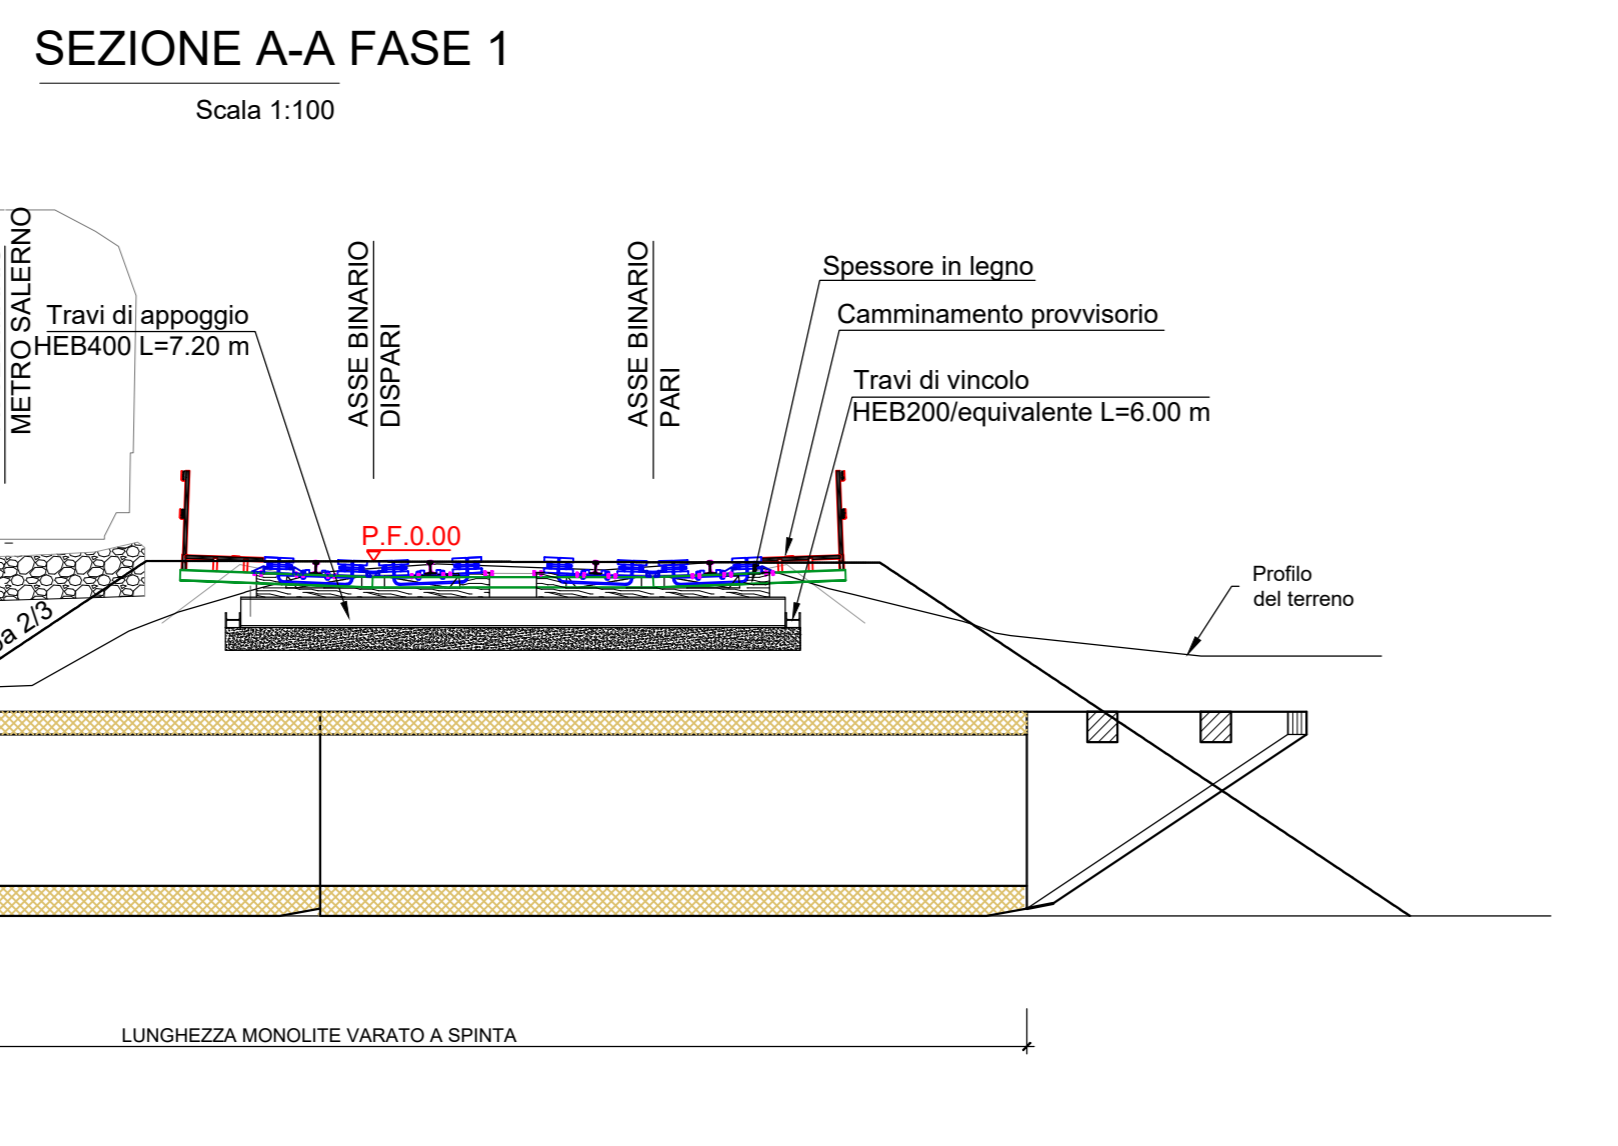 SEZIONE A-A FASE 1
Scala 1:100
METRO SALERNO
Travi di appoggio
HEB400 L=7.20 m
ASSE BINARIO
DISPARI
ASSE BINARIO
PARI
Spessore in legno
Camminamento provvisorio
Travi di vincolo
HEB200/equivalente L=6.00 m
P.F.0.00
Profilo
del terreno
2/3
LUNGHEZZA MONOLITE VARATO A SPINTA